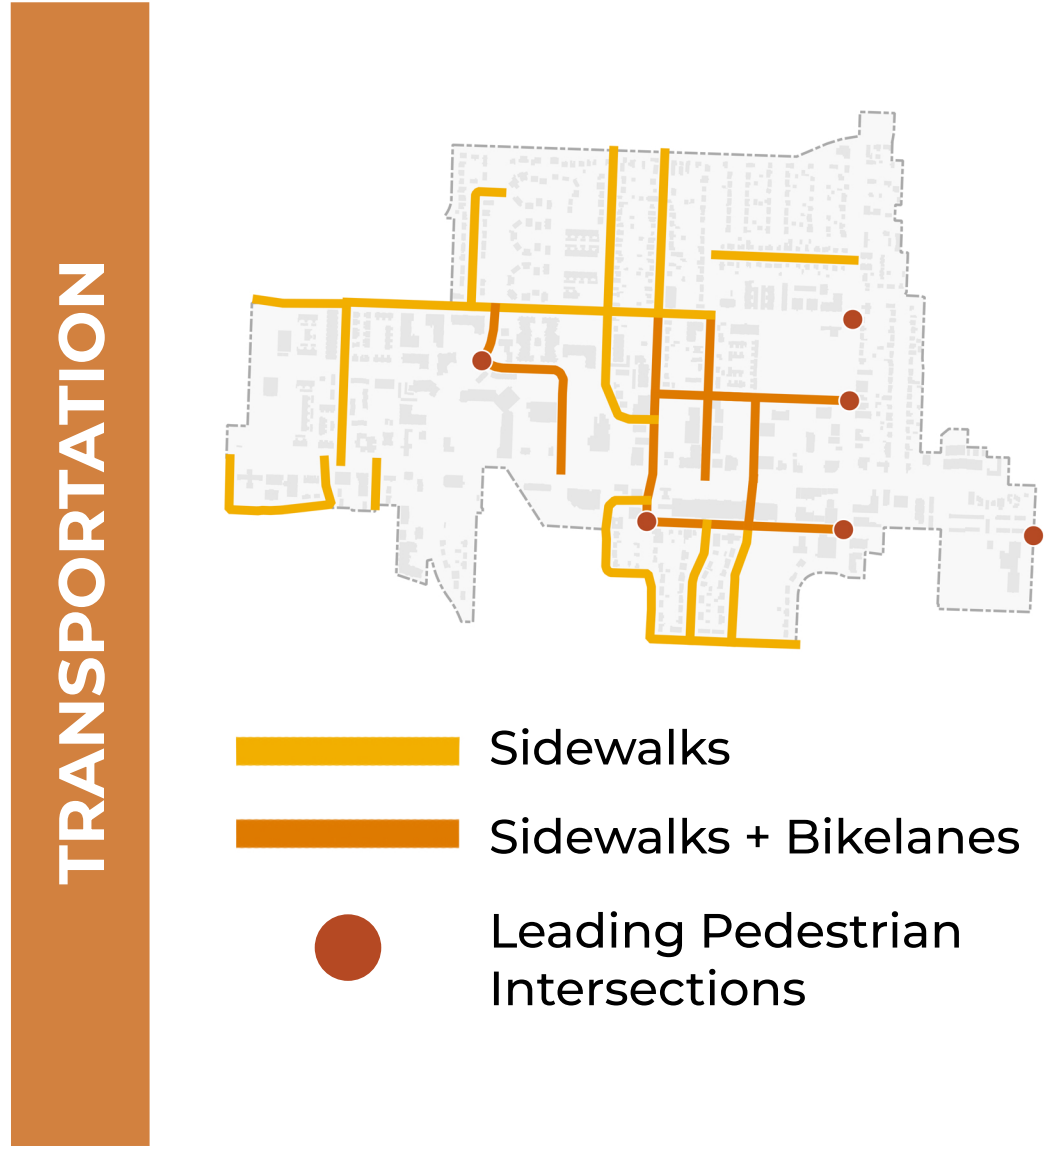 TRANSPORTATION
Sidewalks
Sidewalks + Bikelanes
Leading Pedestrian
Intersections